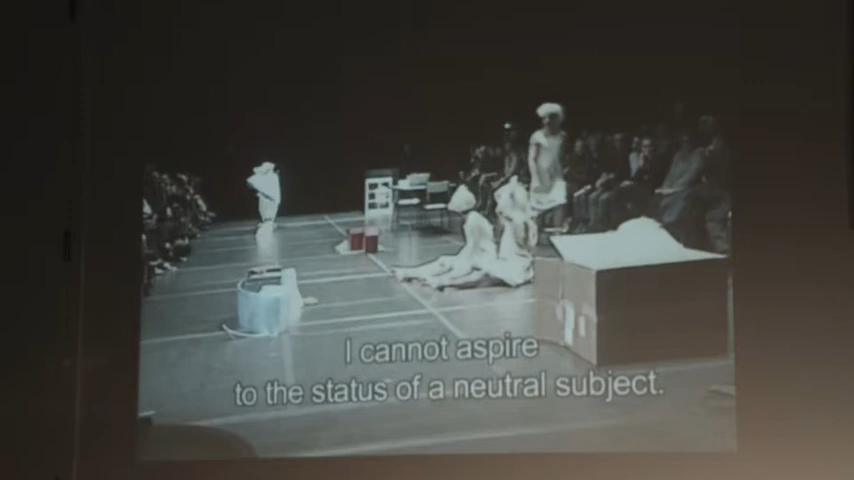 I cannot aspire
to the status of a neutral subject.